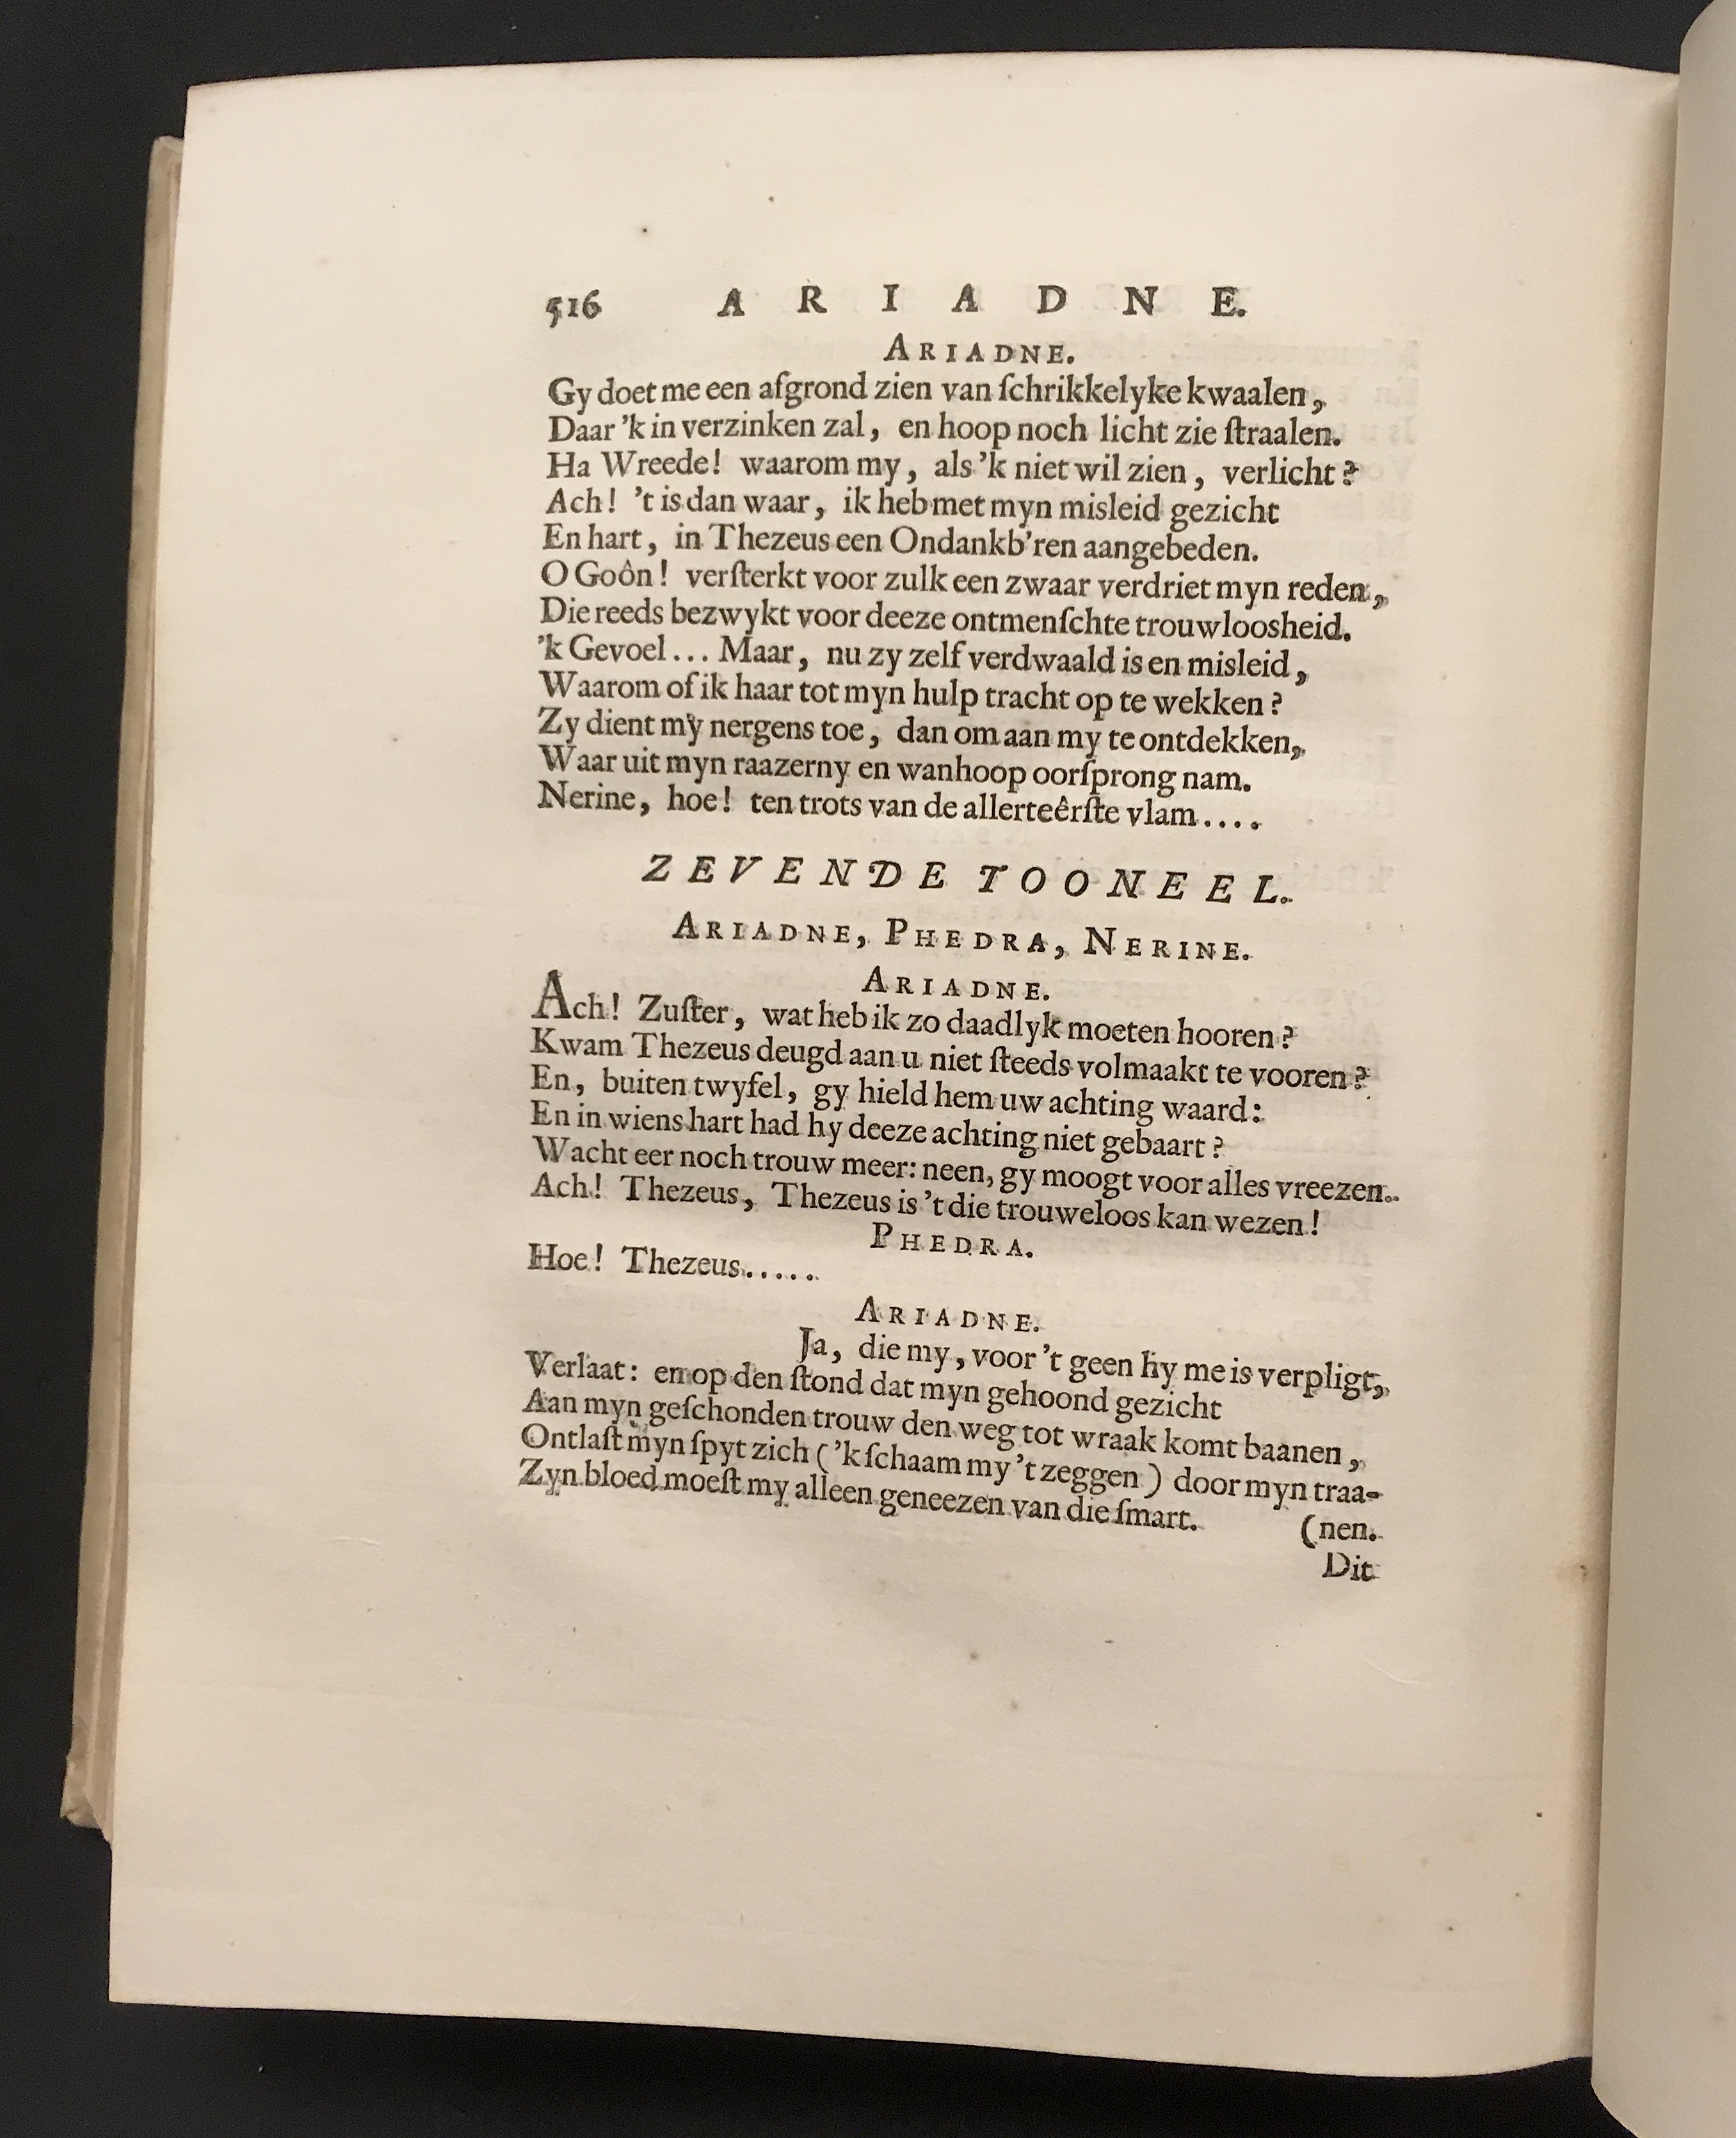 516 ARIADNE.
ARIADNE.
Gy doet me een afgrond zien van ſchrikkelyke kwaalen,
Daar 'k in verzinken zal, en hoop noch licht zie ſtraalen.
Ha Wreede! waarom my, als 'k niet wil zien, verlicht?
Ach! 't is dan waar, ik heb met myn misleid gezicht
En hart, in Thezeus een Ondankb'ren aangebeden.
O Goôn! verſterkt voor zulk een zwaar verdriet myn reden,
Die reeds bezwykt voor deeze ontmenſchte trouwloosheid.
'k Gevoel... Maar, nu zy zelf verdwaald is en misleid,
Waarom of ik haar tot myn hulp tracht op te wekken?
Zy dient my nergens toe, dan om aan my te ontdekken,
Waar uit myn raazerny en wanhoop oorſprong nam.
Nerine, hoe! ten trots van de allerteêrſte vlam....
ZEVENDE TOONEEL.
ARIADNE, PHEDRA, NERINE.
ARIADNE.
Ach! Zuſter, wat heb ik zo daadlyk moeten hooren?
Kwam Thezeus deugd aan u niet ſteeds volmaakt te vooren?
En, buiten twyfel, gy hield hem uw achting waard:
En in wiens hart had hy deeze achting niet gebaart?
Wacht eer noch trouw meer: neen, gy moogt voor alles vreezen.
Ach! Thezeus, Thezeus is 't die trouweloos kan wezen!
PHEDRA.
Hoe! Thezeus.....
ARIADNE.
Ja, die my, voor 't geen hy me is verpligt,
Verlaat: en op den ſtond dat myn gehoond gezicht
Aan myn geſchonden trouw den weg tot wraak komt baanen,
Ontlaſt myn ſpyt zich ('k ſchaam my 't zeggen) door myn traa-
Zyn bloed moeſt my alleen geneezen van die ſmart. (nen.
Dit